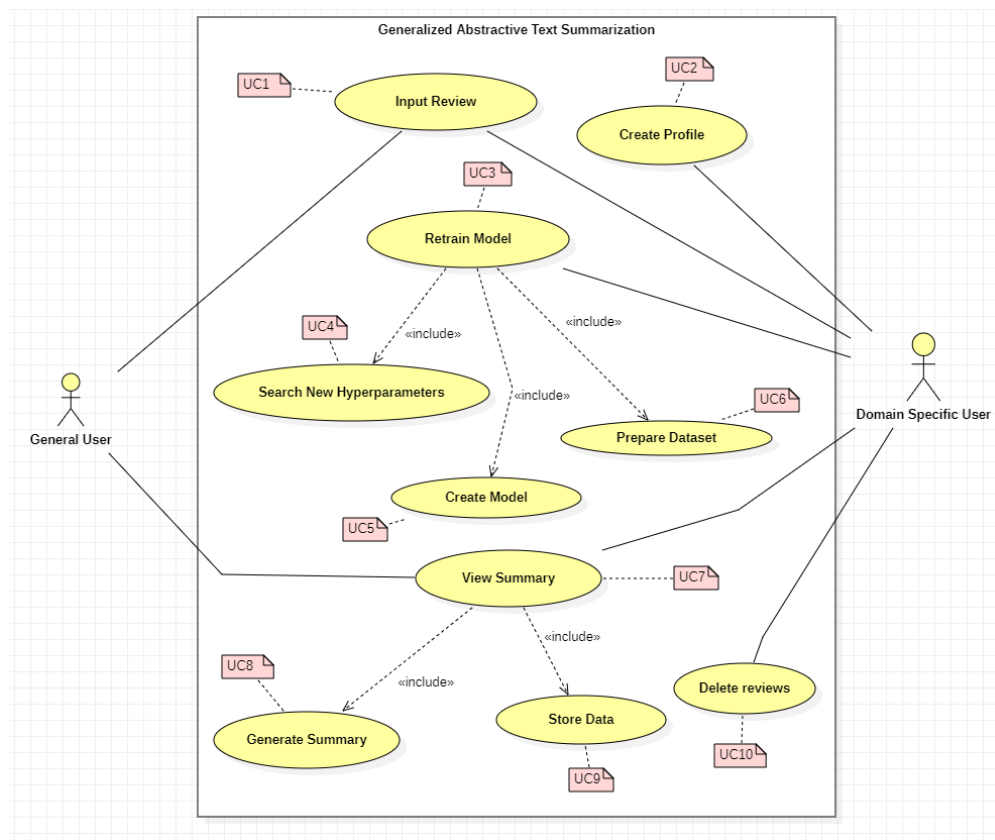 Generalized Abstractive Text Summarization
UC1
UC2
Input Review
Create Profile
UC3
Retrain Model
UC4
«include»
«include»
«include»
Search New Hyperparameters
UC6
Prepare Dataset
General User
Domain Specific User
Create Model
UC5
View Summary
UC7
«include»
«include»
UC8
Generate Summary
Store Data
Delete reviews
UC9
UC10